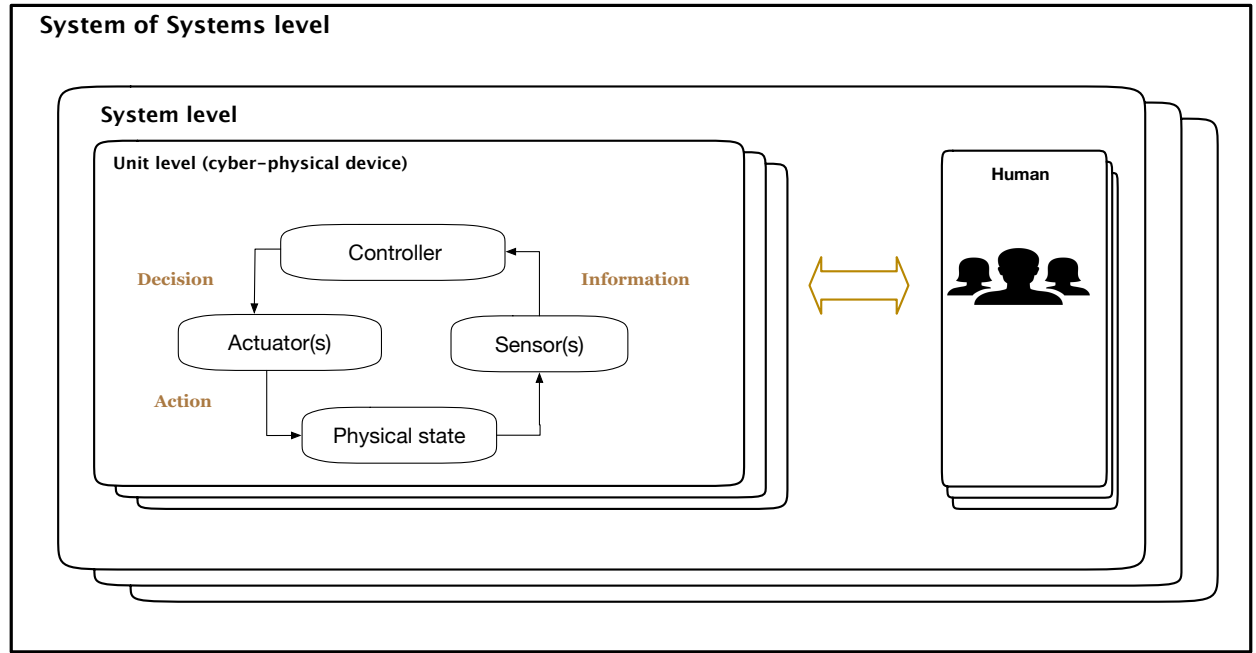 System of Systems level
System level
Unit level (cyber-physical device)
Human
Controller
Decision
Information
Actuator(s)
Sensor(s)
Action
Physical state